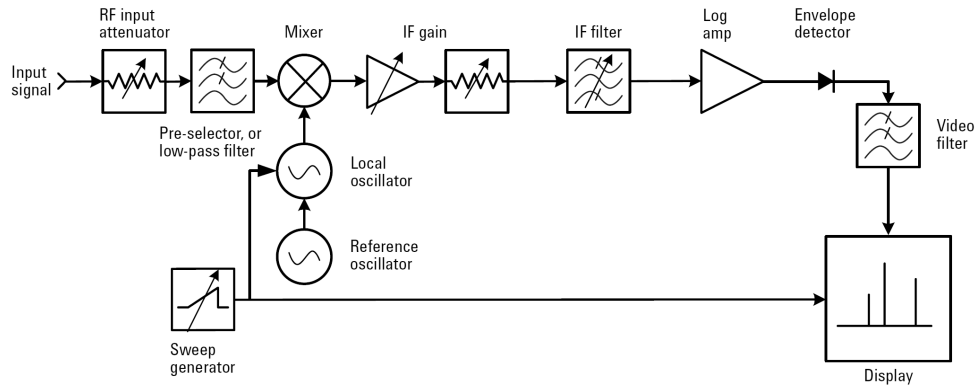 RF input
attenuator
Mixer
IF gain
IF filter
Log
amp
Envelope
detector
Input
signal
Pre-selector, or
low-pass filter
Video
filter
Local
oscillator
Reference
oscillator
Sweep
generator
Display